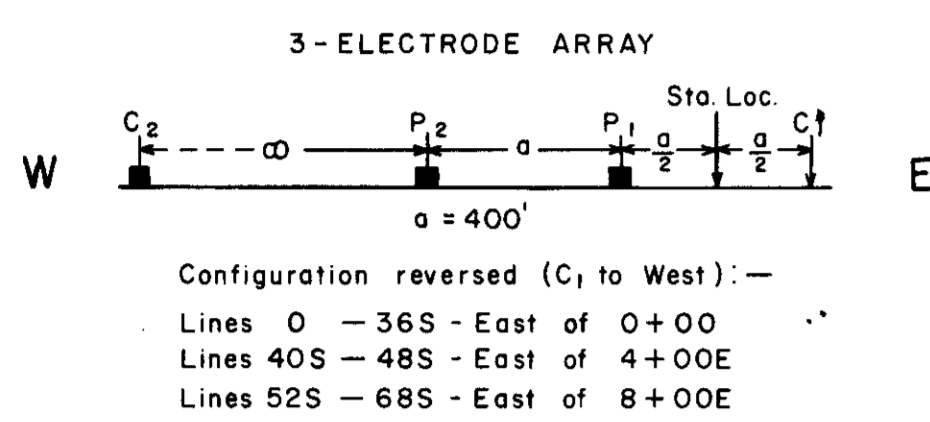 3-ELECTRODE ARRAY
Sta. Loc.
C2 P2 P1 C1
∞ a a/2 a/2
W E
a = 400'
Configuration reversed (C1 to West):—
Lines 0 — 36S - East of 0+00
Lines 40S — 48S - East of 4+00E
Lines 52S — 68S - East of 8+00E